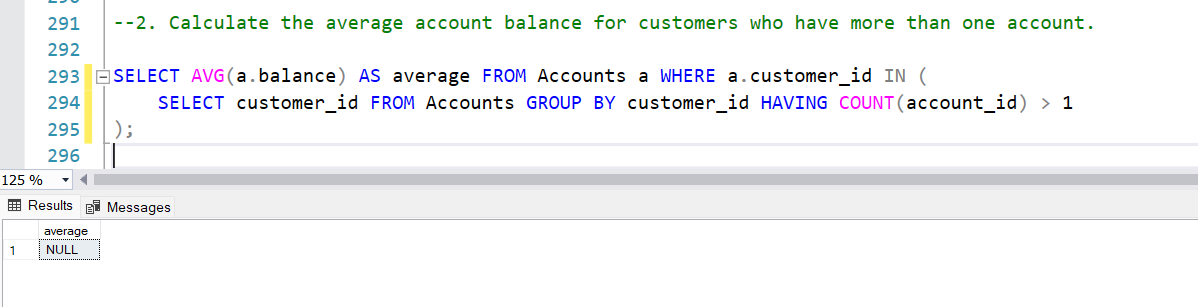 291 --2. Calculate the average account balance for customers who have more than one account.
292
293 SELECT AVG(a.balance) AS average FROM Accounts a WHERE a.customer_id IN (
294 SELECT customer_id FROM Accounts GROUP BY customer_id HAVING COUNT(account_id) > 1
295 );
296
125 %
Results Messages
average
1 NULL